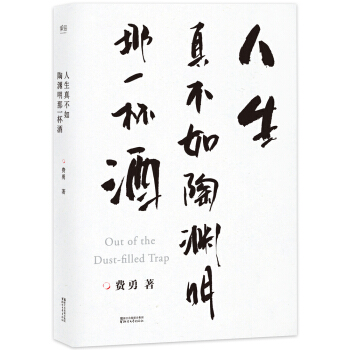 人生
真不如陶渊明
那一杯酒
Out of the
Dust-filled Trap
费勇 著
人生真不如
陶渊明那一杯酒
费勇 著